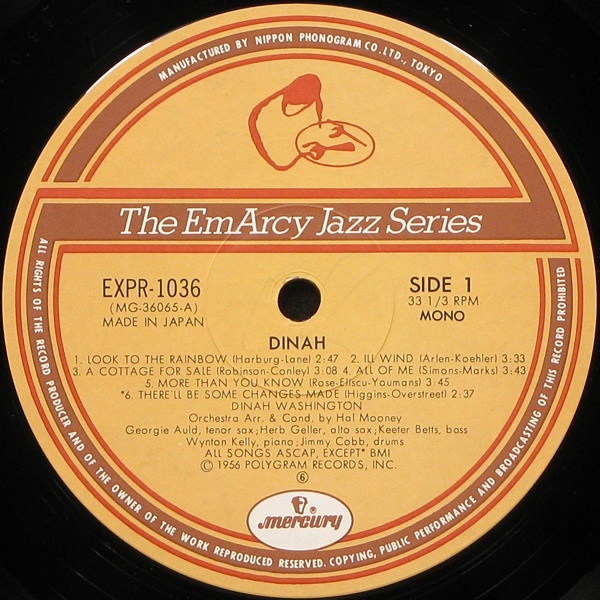 MANUFACTURED BY NIPPON PHONOGRAM CO.,LTD., TOKYO
The EmArcy Jazz Series
EXPR-1036
(MG-36065-A)
MADE IN JAPAN
SIDE 1
33 1/3 RPM
MONO
DINAH
1. LOOK TO THE RAINBOW (Harburg-Lane) 2:47 2. ILL WIND (Arlen-Koehler) 3:33
3. A COTTAGE FOR SALE (Robinson-Conley) 3:08 4. ALL OF ME (Simons-Marks) 3:43
5. MORE THAN YOU KNOW (Rose-Eliscu-Youmans) 3:45
*6. THERE'LL BE SOME CHANGES MADE (Higgins-Overstreet) 2:37
DINAH WASHINGTON
Orchestra Arr. & Cond. by Hal Mooney
Georgie Auld, tenor sax; Herb Geller, alto sax; Keeter Betts, bass
Wynton Kelly, piano; Jimmy Cobb, drums
ALL SONGS ASCAP, EXCEPT* BMI
Ⓒ 1956 POLYGRAM RECORDS, INC.
⑥
mercury ®
ALL RIGHTS OF THE RECORD PRODUCER AND OF THE OWNER OF THE WORK REPRODUCED RESERVED. COPYING, PUBLIC PERFORMANCE AND BROADCASTING OF THIS RECORD PROHIBITED